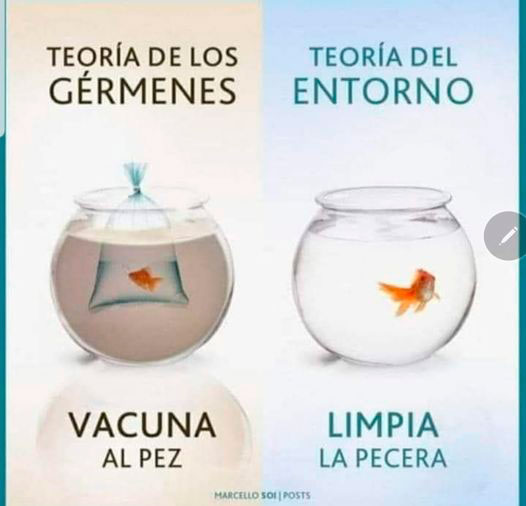 TEORÍA DE LOS
GÉRMENES
VACUNA
AL PEZ
TEORÍA DEL
ENTORNO
LIMPIA
LA PECERA
MARCELLO SOI | POSTS